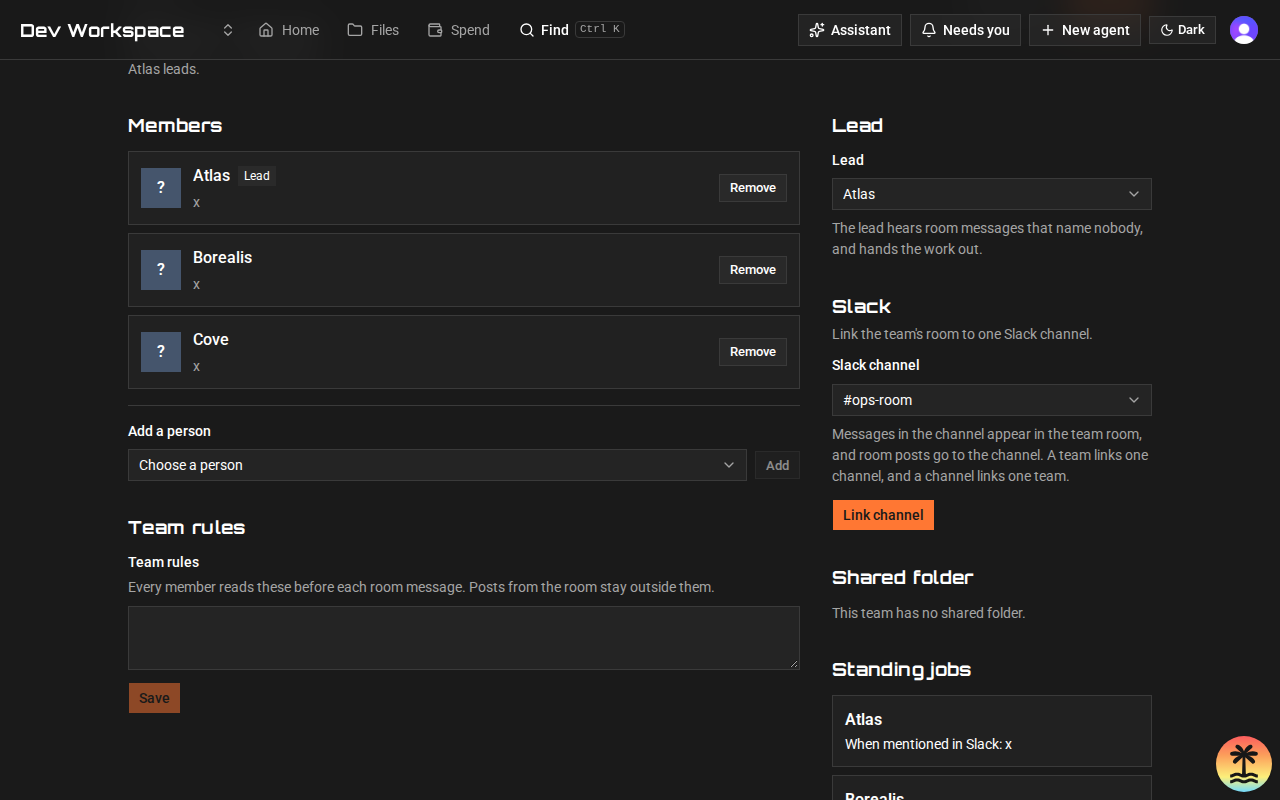 Dev Workspace
Home
Files
Spend
Find Ctrl K
Assistant
Needs you
New agent
Dark
Atlas leads.
Members
? Atlas Lead
x
Remove
? Borealis
x
Remove
? Cove
x
Remove
Add a person
Choose a person
Add
Team rules
Team rules
Every member reads these before each room message. Posts from the room stay outside them.
Save
Lead
Lead
Atlas
The lead hears room messages that name nobody,
and hands the work out.
Slack
Link the team's room to one Slack channel.
Slack channel
#ops-room
Messages in the channel appear in the team room,
and room posts go to the channel. A team links one
channel, and a channel links one team.
Link channel
Shared folder
This team has no shared folder.
Standing jobs
Atlas
When mentioned in Slack: x
Borealis